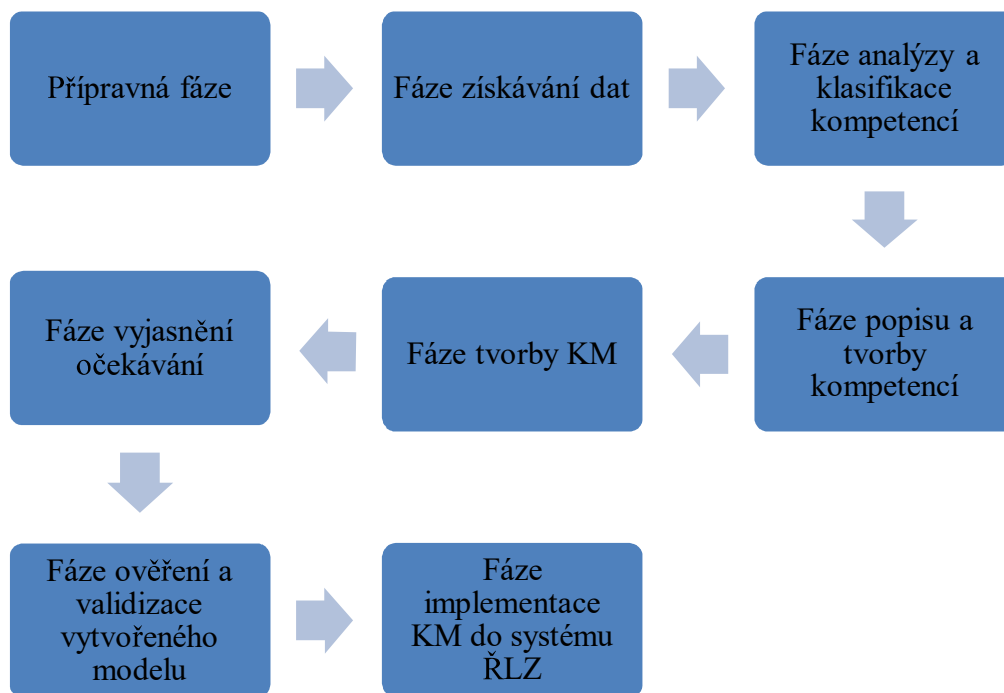 Přípravná fáze
Fáze získávání dat
Fáze analýzy a
klasifikace
kompetencí
Fáze popisu a
tvorby
kompetencí
Fáze tvorby KM
Fáze vyjasnění
očekávání
Fáze ověření a
validizace
vytvořeného
modelu
Fáze
implementace
KM do systému
ŘLZ